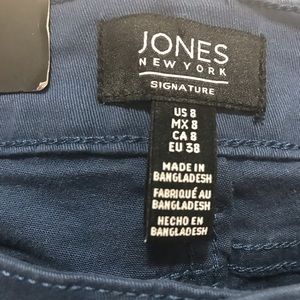 JONES
NEW YORK
SIGNATURE
US 8
MX 8
CA 8
EU 38
MADE IN
BANGLADESH
FABRIQUÉ AU
BANGLADESH
HECHO EN
BANGLADESH